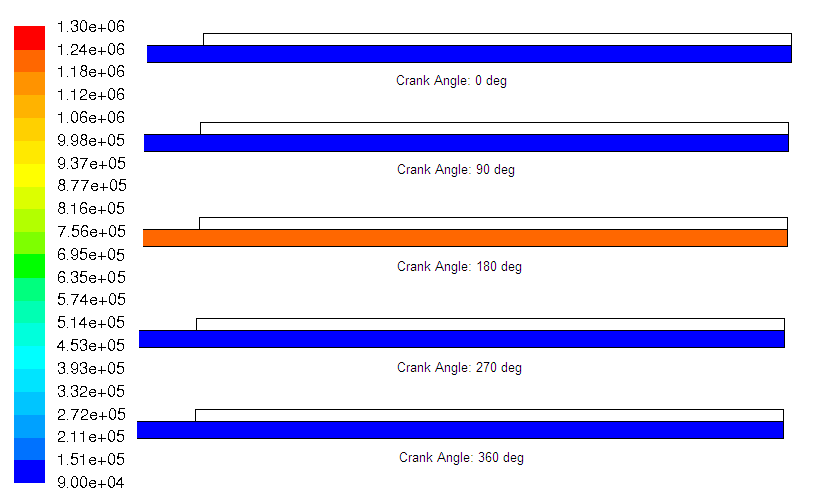 1.30e+06
1.24e+06
1.18e+06
1.12e+06
1.06e+06
9.98e+05
9.37e+05
8.77e+05
8.16e+05
7.56e+05
6.95e+05
6.35e+05
5.74e+05
5.14e+05
4.53e+05
3.93e+05
3.32e+05
2.72e+05
2.11e+05
1.51e+05
9.00e+04
Crank Angle: 0 deg
Crank Angle: 90 deg
Crank Angle: 180 deg
Crank Angle: 270 deg
Crank Angle: 360 deg